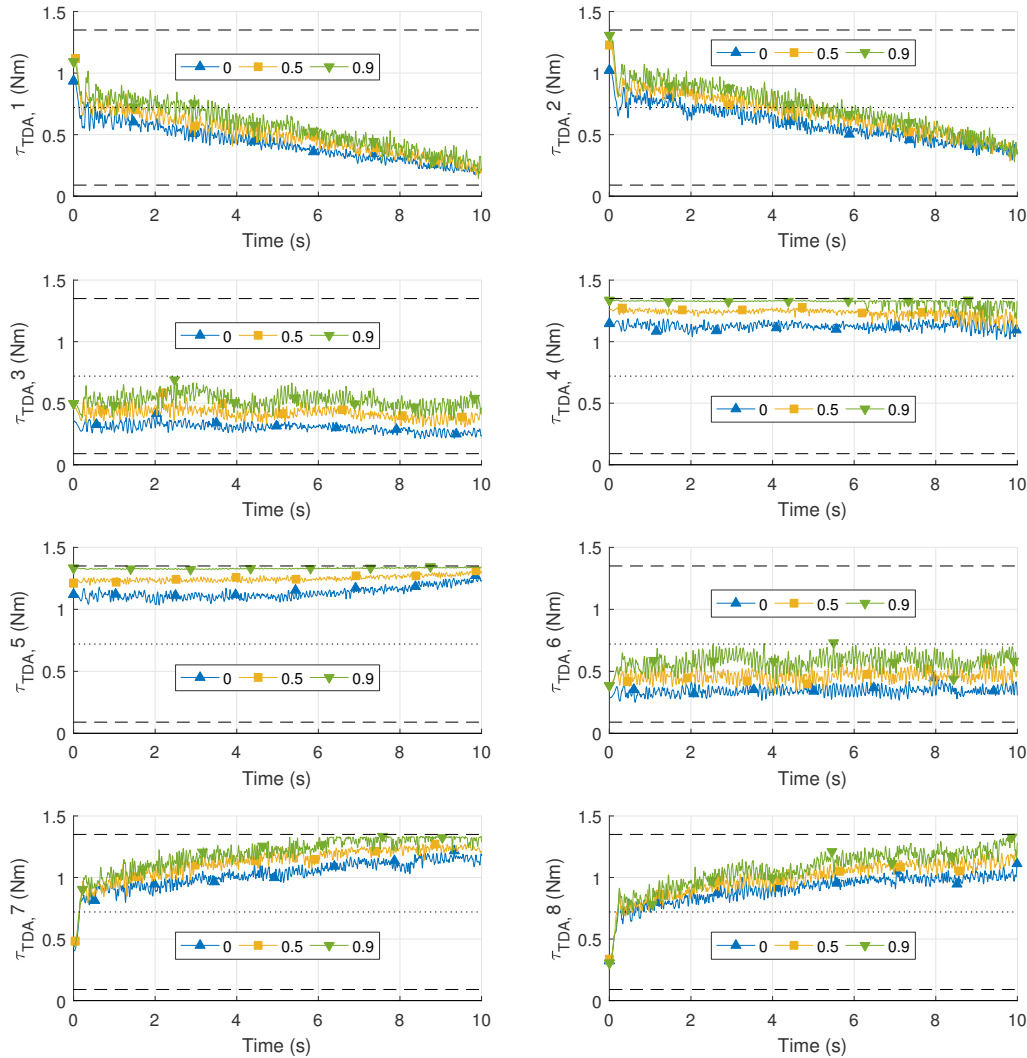 τTDA,1 (Nm)
1.5
1
0.5
0
0 0.5 0.9
0 2 4 6 8 10
Time (s)
τTDA,2 (Nm)
1.5
1
0.5
0
0 0.5 0.9
0 2 4 6 8 10
Time (s)
τTDA,3 (Nm)
1.5
1
0.5
0
0 0.5 0.9
0 2 4 6 8 10
Time (s)
τTDA,4 (Nm)
1.5
1
0.5
0
0 0.5 0.9
0 2 4 6 8 10
Time (s)
τTDA,5 (Nm)
1.5
1
0.5
0
0 0.5 0.9
0 2 4 6 8 10
Time (s)
τTDA,6 (Nm)
1.5
1
0.5
0
0 0.5 0.9
0 2 4 6 8 10
Time (s)
τTDA,7 (Nm)
1.5
1
0.5
0
0 0.5 0.9
0 2 4 6 8 10
Time (s)
τTDA,8 (Nm)
1.5
1
0.5
0
0 0.5 0.9
0 2 4 6 8 10
Time (s)